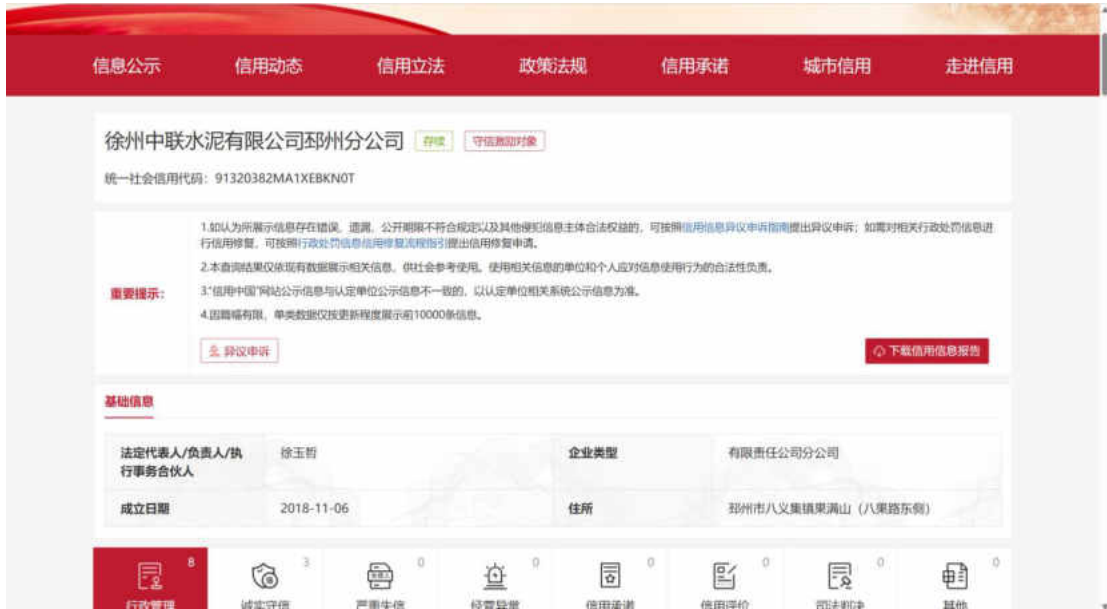 信息公示 信用动态 信用立法 政策法规 信用承诺 城市信用 走进信用
徐州中联水泥有限公司邳州分公司 存续 守信激励对象
统一社会信用代码：91320382MA1XEBKN0T
1.如认为所展示信息存在错误、遗漏、公开期限不符合规定以及其他侵犯信息主体合法权益的，可按照信用信息异议申诉指南提出异议申诉；如需对相关行政处罚信息进
行信用修复，可按照行政处罚信息信用修复流程指引提出信用修复申请。
2.本查询结果仅依现有数据展示相关信息，供社会参考使用。使用相关信息的单位和个人应对信息使用行为的合法性负责。
重要提示：
3.“信用中国”网站公示信息与认定单位公示信息不一致的，以认定单位相关系统公示信息为准。
4.因篇幅有限，单类数据仅按更新程度展示前10000条信息。
异议申诉 下载信用信息报告
基础信息
法定代表人/负责人/执 徐玉哲 企业类型 有限责任公司分公司
行事务合伙人
成立日期 2018-11-06 住所 邳州市八义集镇果满山（八果路东侧）
8 3 0 0 0 0 0 0
行政管理 诚实守信 严重失信 经营异常 信用承诺 信用评价 司法判决 其他